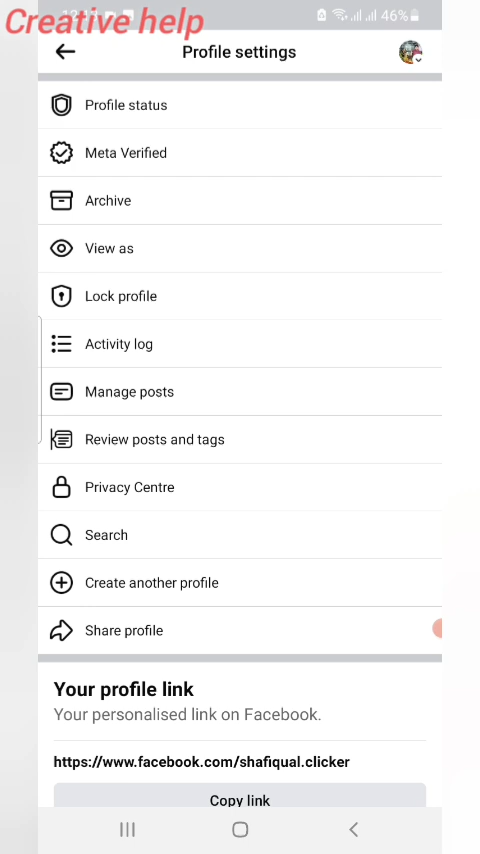 Creative help
46%
Profile settings
Profile status
Meta Verified
Archive
View as
Lock profile
Activity log
Manage posts
Review posts and tags
Privacy Centre
Search
Create another profile
Share profile
Your profile link
Your personalised link on Facebook.
https://www.facebook.com/shafiqual.clicker
Copy link